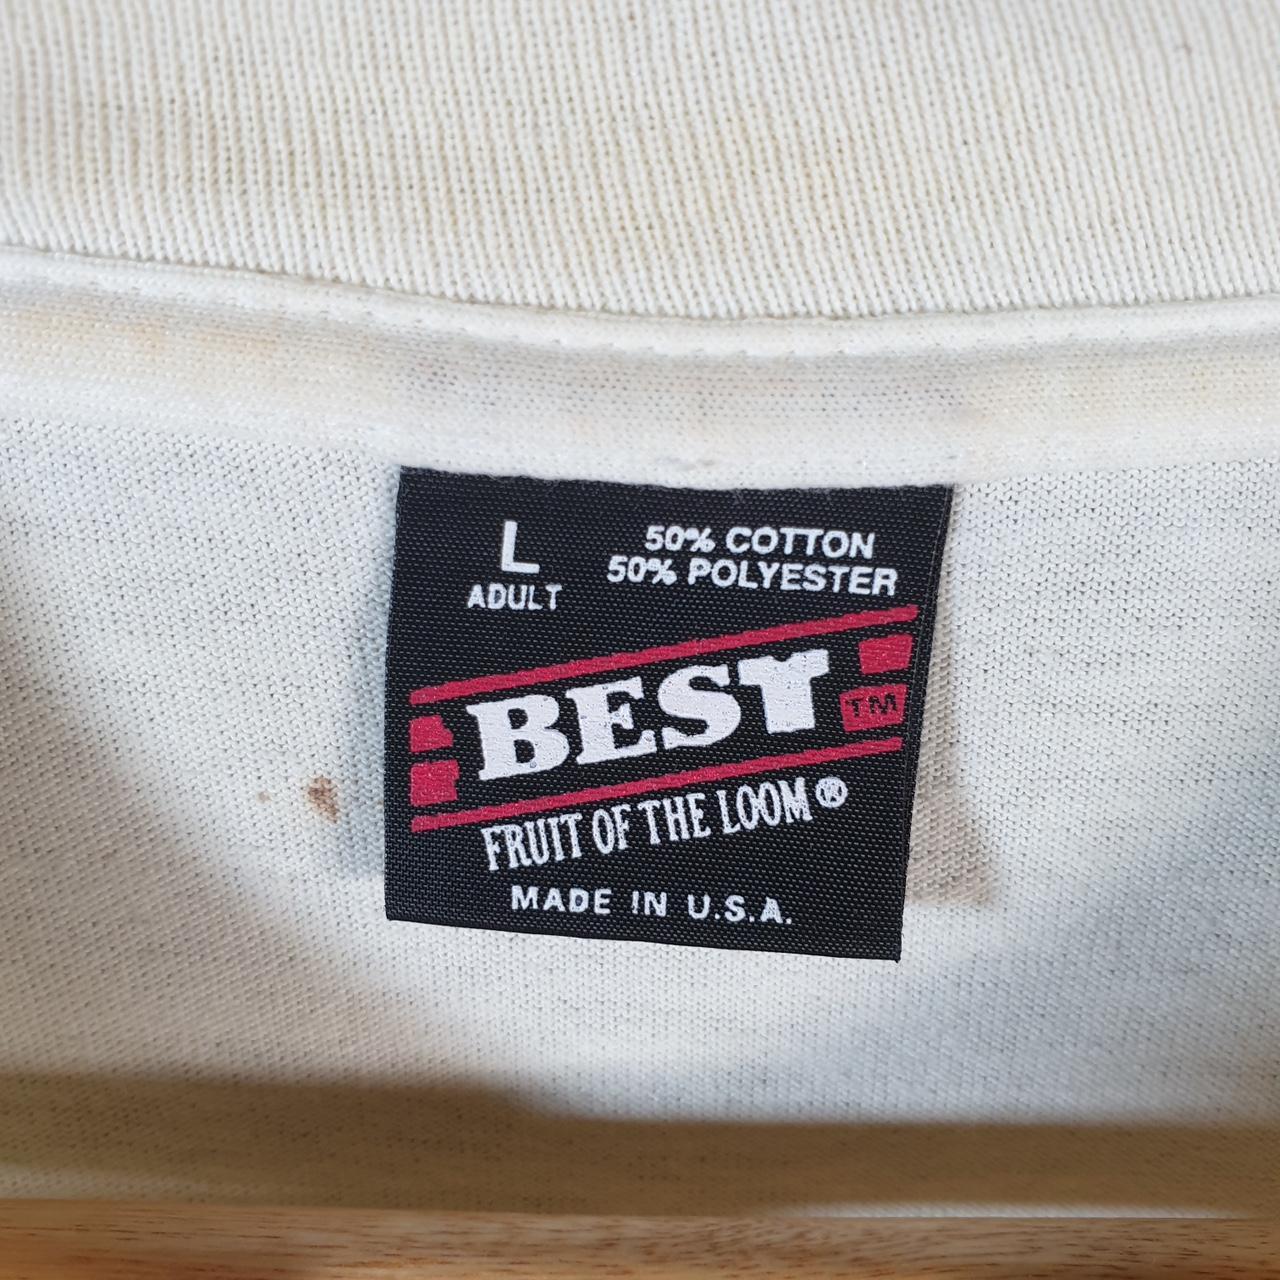 L
ADULT
50% COTTON
50% POLYESTER
BEST
TM
FRUIT OF THE LOOM®
MADE IN U.S.A.